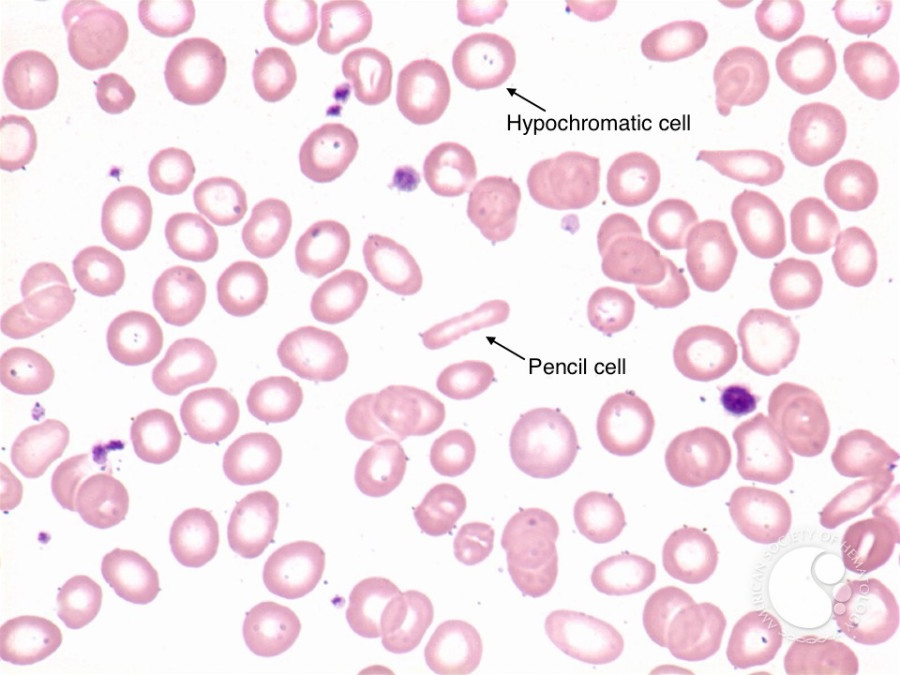 Hypochromatic cell
Pencil cell
AMERICAN SOCIETY OF HEMATOLOGY